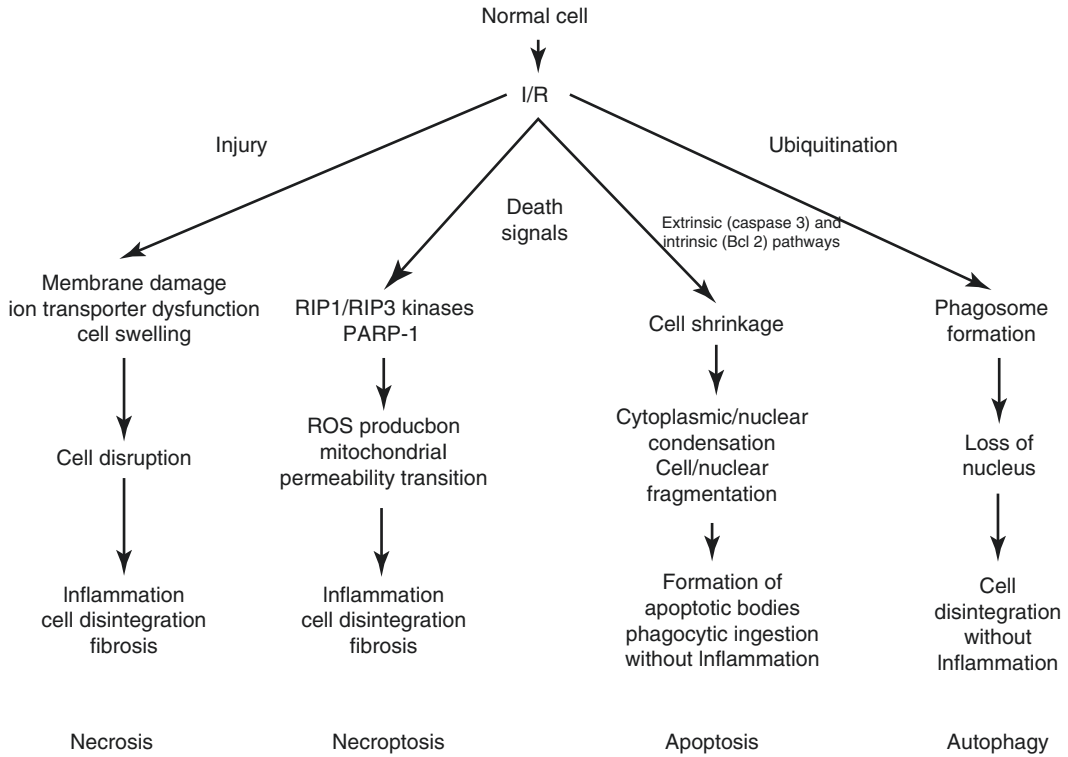 Normal cell
I/R
Injury
Ubiquitination
Death
signals
Extrinsic (caspase 3) and
intrinsic (Bcl 2) pathways
Membrane damage
ion transporter dysfunction
cell swelling
RIP1/RIP3 kinases
PARP-1
Cell shrinkage
Phagosome
formation
Cell disruption
ROS producbon
mitochondrial
permeability transition
Cytoplasmic/nuclear
condensation
Cell/nuclear
fragmentation
Loss of
nucleus
Inflammation
cell disintegration
fibrosis
Inflammation
cell disintegration
fibrosis
Formation of
apoptotic bodies
phagocytic ingestion
without Inflammation
Cell
disintegration
without
Inflammation
Necrosis
Necroptosis
Apoptosis
Autophagy